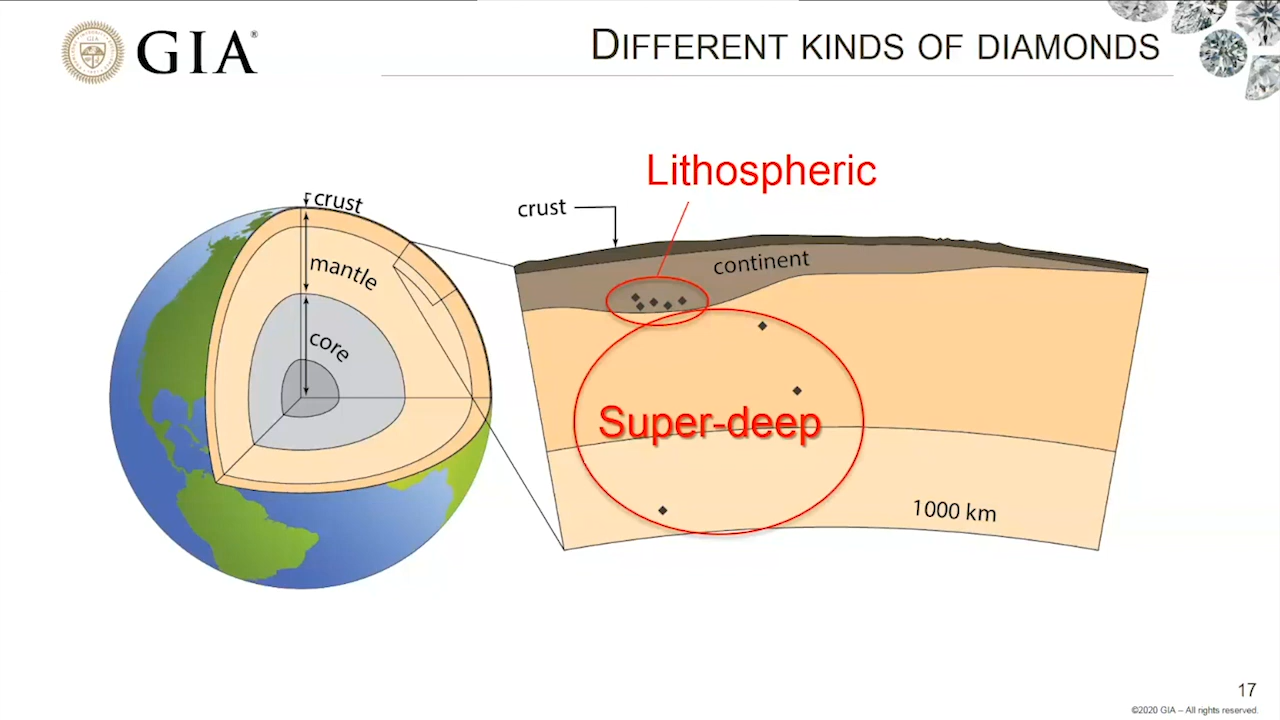 GIA®
DIFFERENT KINDS OF DIAMONDS
Lithospheric
crust
crust
continent
mantle
core
Super-deep
1000 km
17
©2020 GIA – All rights reserved.